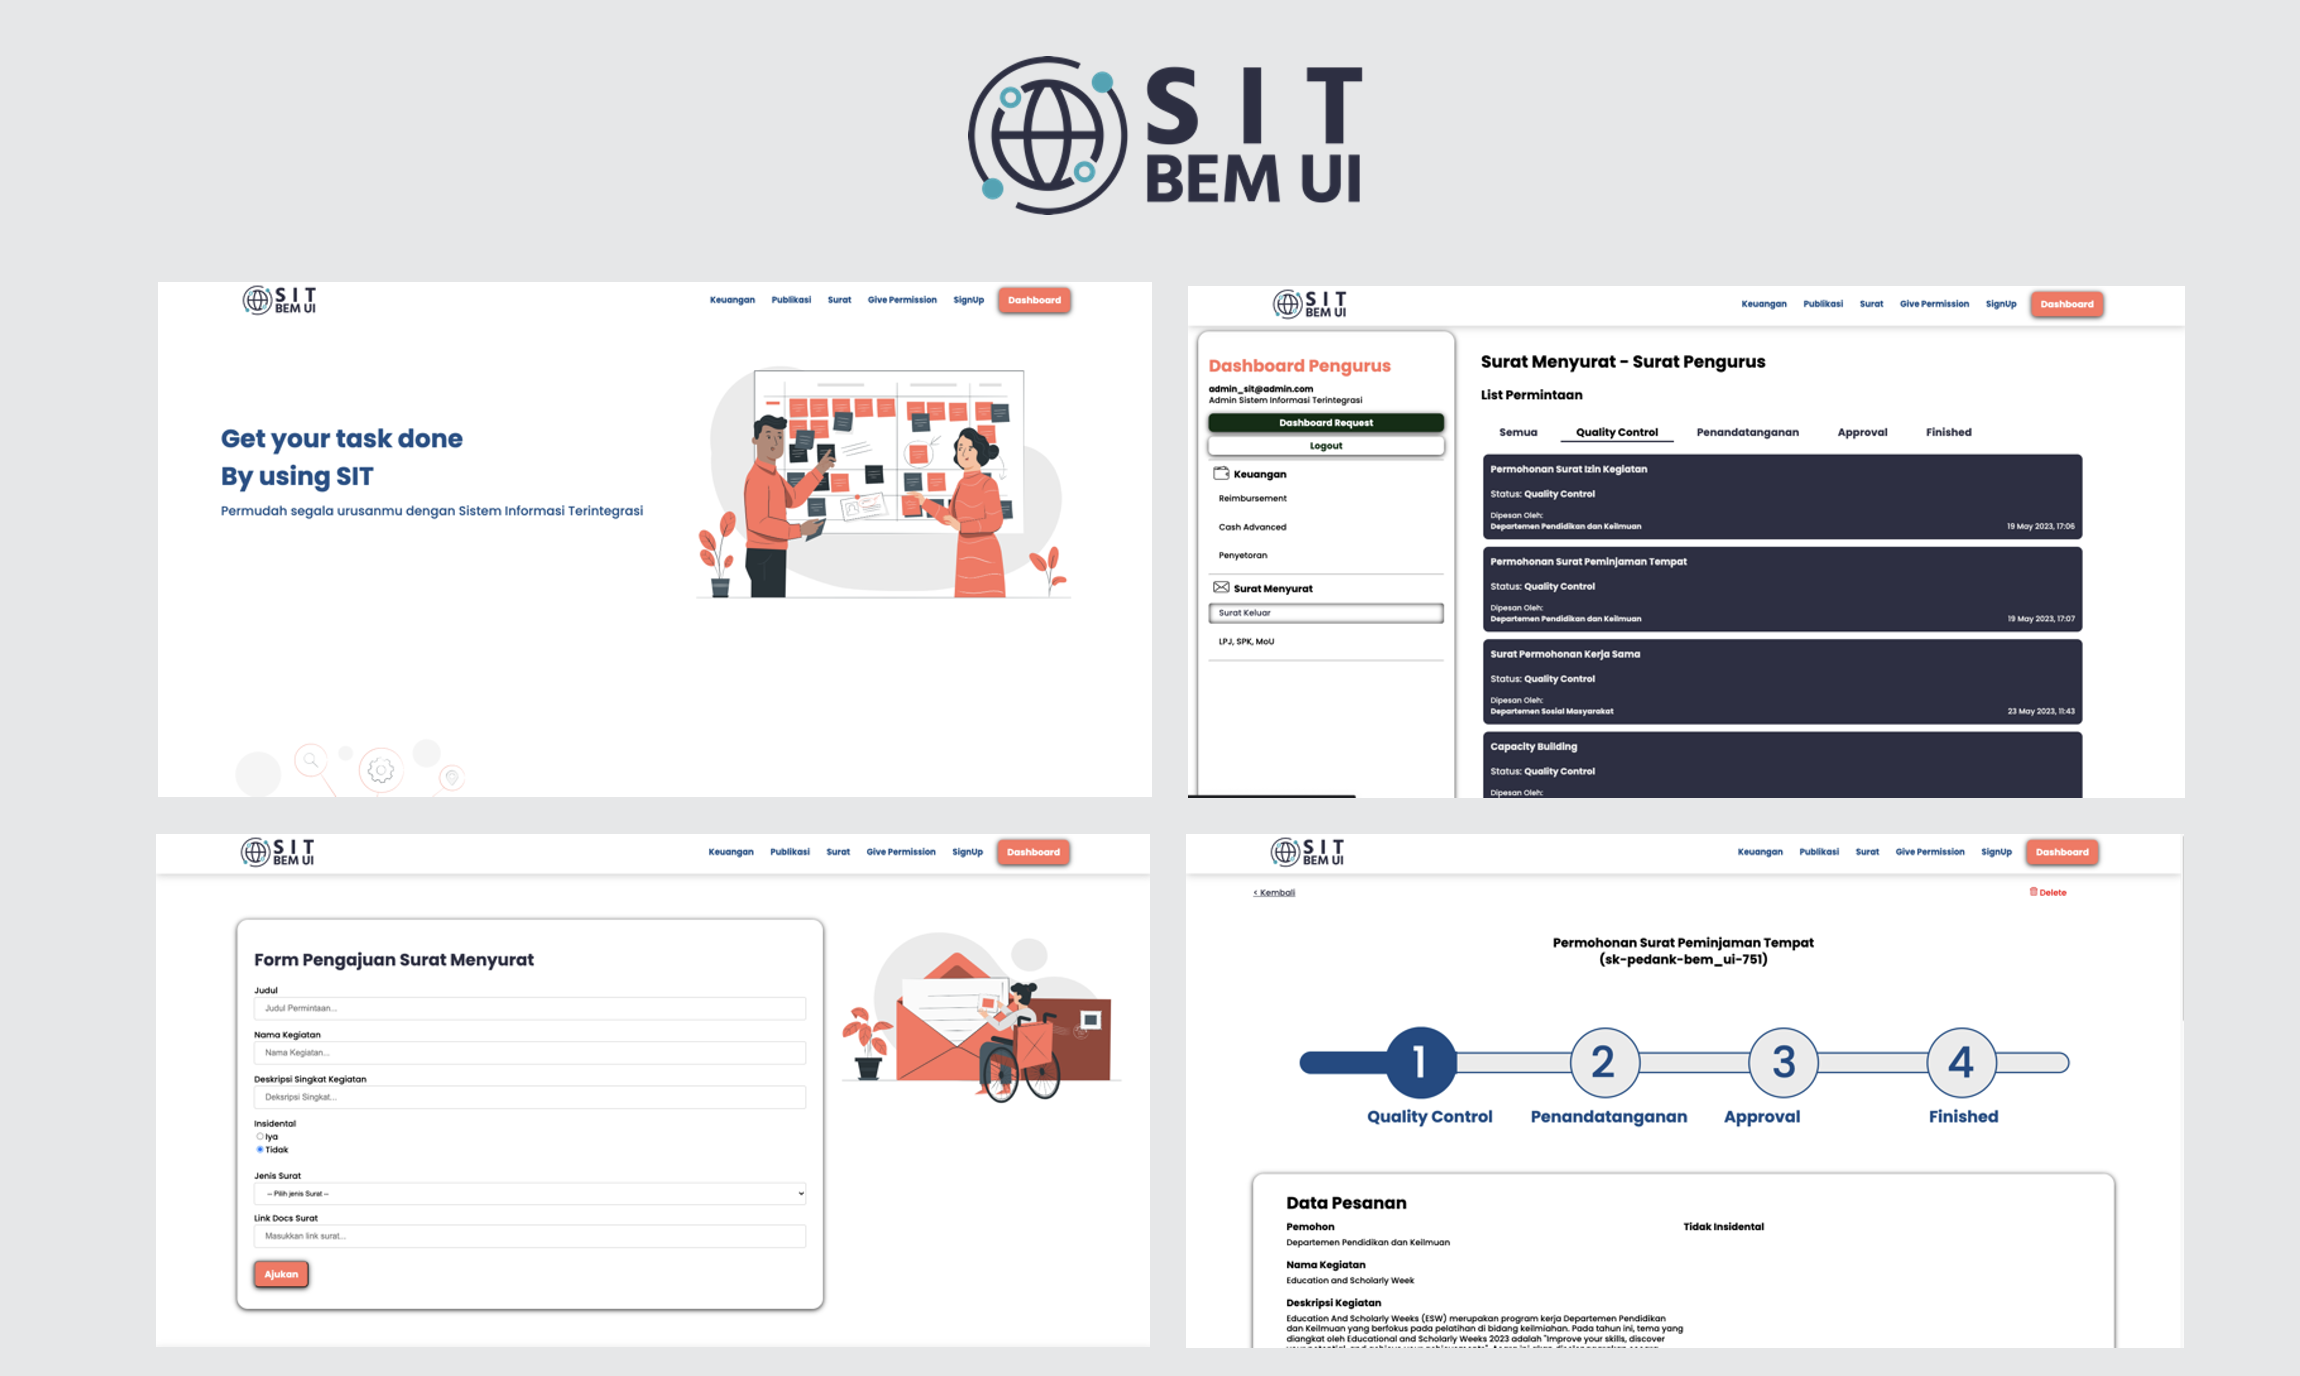 SIT
BEM UI
SIT
BEM UI
Keuangan Publikasi Surat Give Permission SignUp Dashboard
Get your task done
By using SIT
Permudah segala urusanmu dengan Sistem Informasi Terintegrasi
SIT
BEM UI
Keuangan Publikasi Surat Give Permission SignUp Dashboard
Dashboard Pengurus
admin_sit@admin.com
Admin Sistem Informasi Terintegrasi
Dashboard Request
Logout
Keuangan
Reimbursement
Cash Advanced
Penyetoran
Surat Menyurat
Surat Keluar
LPJ, SPK, MoU
Surat Menyurat - Surat Pengurus
List Permintaan
Semua Quality Control Penandatanganan Approval Finished
Permohonan Surat Izin Kegiatan
Status: Quality Control
Dipesan Oleh:
Departemen Pendidikan dan Keilmuan 19 May 2023, 17:06
Permohonan Surat Peminjaman Tempat
Status: Quality Control
Dipesan Oleh:
Departemen Pendidikan dan Keilmuan 19 May 2023, 17:07
Surat Permohonan Kerja Sama
Status: Quality Control
Dipesan Oleh:
Departemen Sosial Masyarakat 23 May 2023, 11:43
Capacity Building
Status: Quality Control
Dipesan Oleh:
SIT
BEM UI
Keuangan Publikasi Surat Give Permission SignUp Dashboard
Form Pengajuan Surat Menyurat
Judul
Judul Permintaan...
Nama Kegiatan
Nama Kegiatan...
Deskripsi Singkat Kegiatan
Deksripsi Singkat...
Insidental
Iya
Tidak
Jenis Surat
-- Pilih jenis Surat --
Link Docs Surat
Masukkan link surat...
Ajukan
SIT
BEM UI
Keuangan Publikasi Surat Give Permission SignUp Dashboard
< Kembali Delete
Permohonan Surat Peminjaman Tempat
(sk-pedank-bem_ui-751)
1 2 3 4
Quality Control Penandatanganan Approval Finished
Data Pesanan
Pemohon Tidak Insidental
Departemen Pendidikan dan Keilmuan
Nama Kegiatan
Education and Scholarly Week
Deskripsi Kegiatan
Education And Scholarly Weeks (ESW) merupakan program kerja Departemen Pendidikan
dan Keilmuan yang berfokus pada pelatihan di bidang keilmiahan. Pada tahun ini, tema yang
diangkat oleh Educational and Scholarly Weeks 2023 adalah "Improve your skills, discover